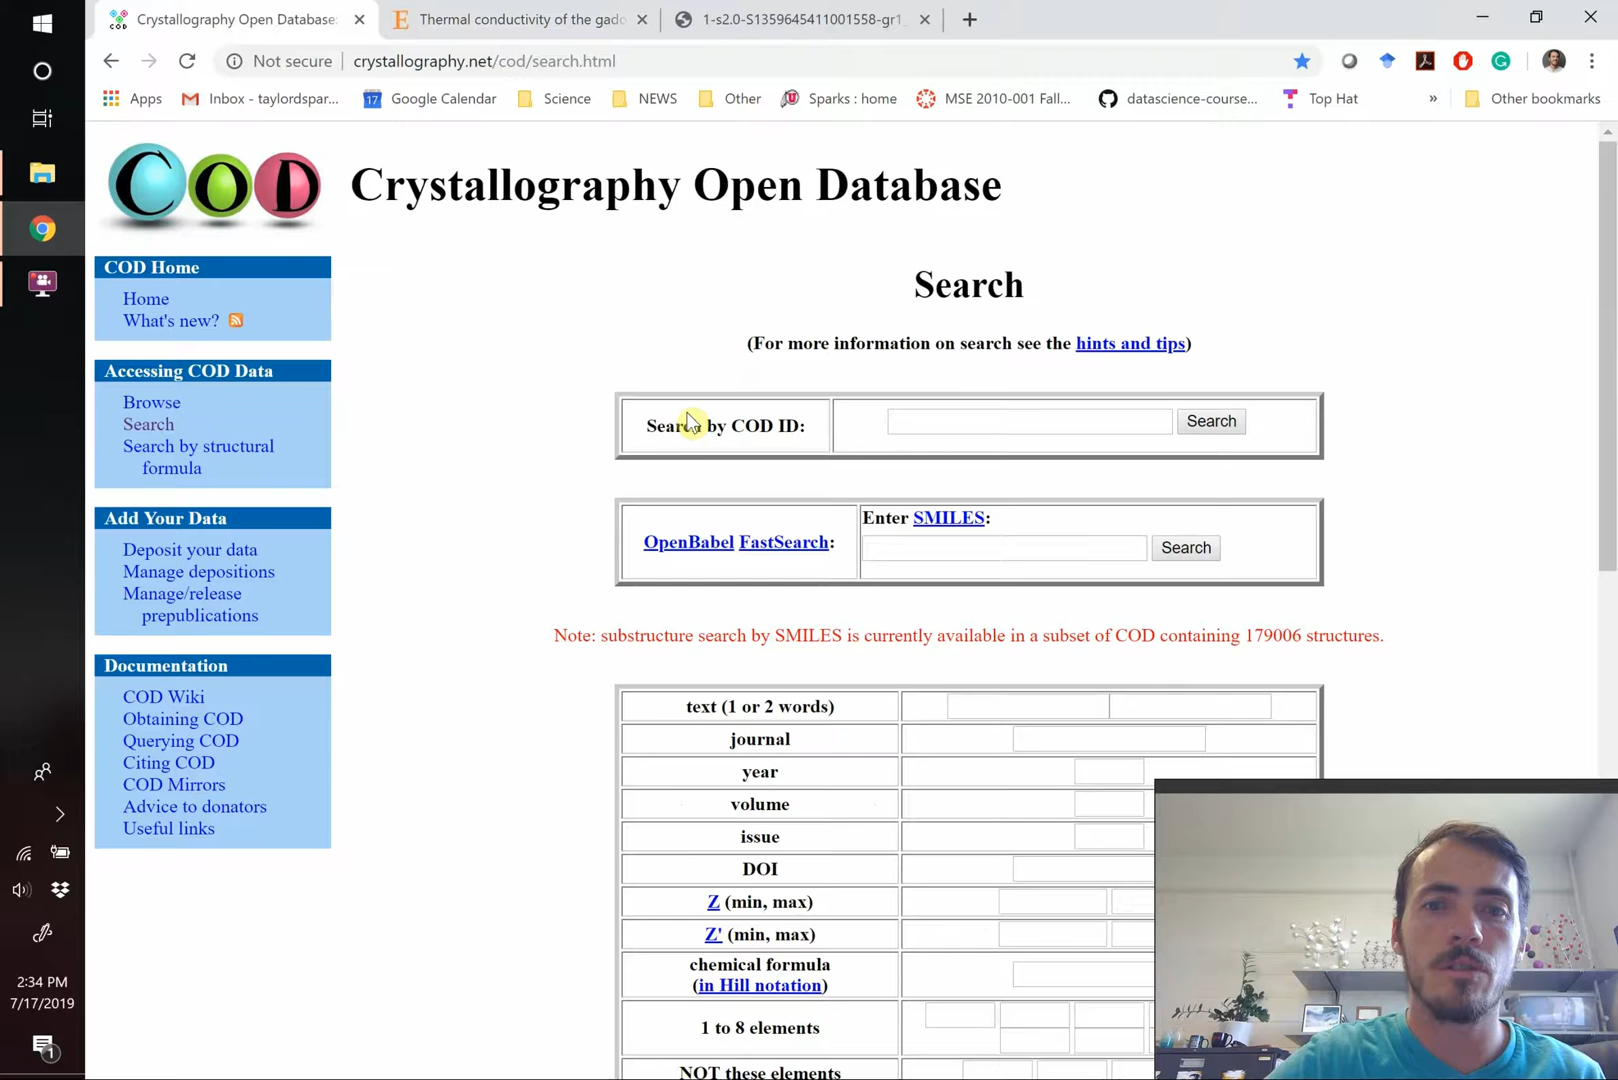 Crystallography Open Database:
Thermal conductivity of the gado
1-s2.0-S1359645411001558-gr1_
Not secure
crystallography.net/cod/search.html
Apps
Inbox - taylordspar...
17
Google Calendar
Science
NEWS
Other
Sparks : home
MSE 2010-001 Fall...
datascience-course...
Top Hat
»
Other bookmarks
COD
Crystallography Open Database
COD Home
Home
What's new?
Accessing COD Data
Browse
Search
Search by structural
formula
Add Your Data
Deposit your data
Manage depositions
Manage/release
prepublications
Documentation
COD Wiki
Obtaining COD
Querying COD
Citing COD
COD Mirrors
Advice to donators
Useful links
Search
(For more information on search see the hints and tips)
Search by COD ID:
Search
OpenBabel FastSearch:
Enter SMILES:
Search
Note: substructure search by SMILES is currently available in a subset of COD containing 179006 structures.
text (1 or 2 words)
journal
year
volume
issue
DOI
Z (min, max)
Z' (min, max)
chemical formula
(in Hill notation)
1 to 8 elements
NOT these elements
2:34 PM
7/17/2019
1